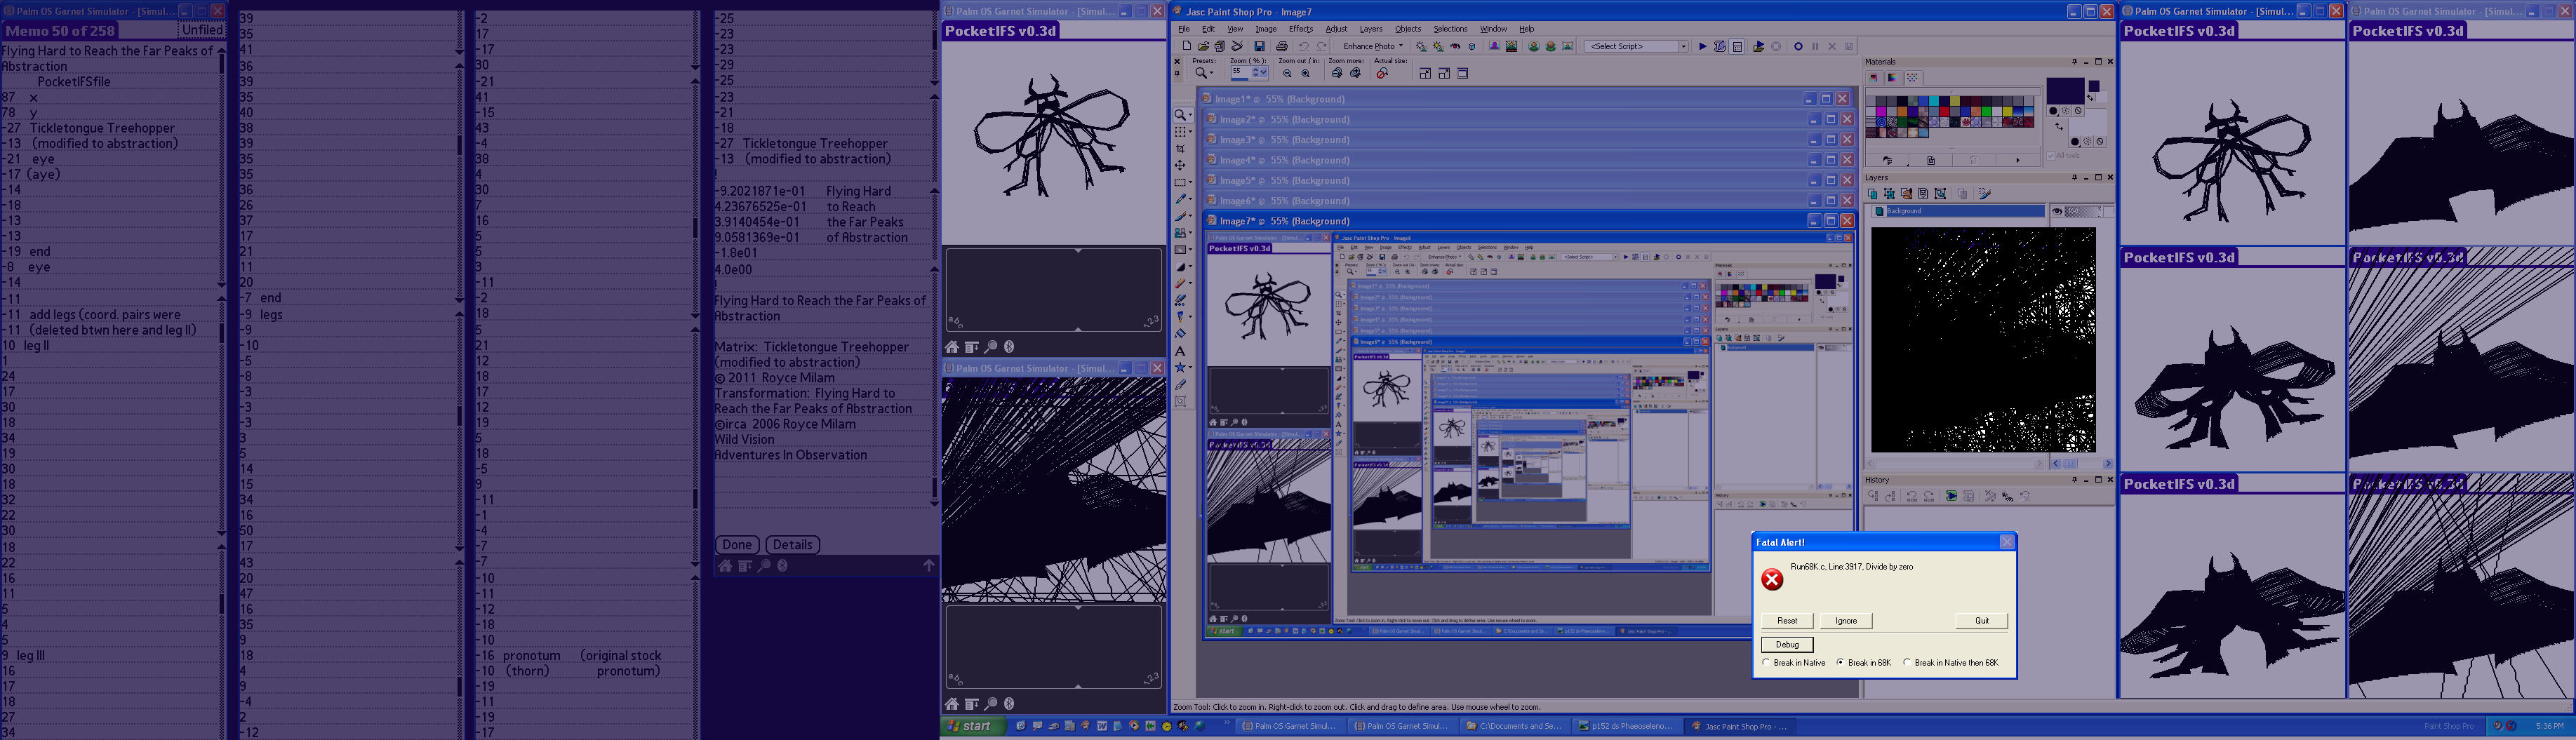 Palm OS Garnet Simulator - [Simul...
Memo 50 of 258
Unfiled
Flying Hard to Reach the Far Peaks of
Abstraction
PocketIFSfile
87 x
78 y
-27 Tickletongue Treehopper
-13 (modified to abstraction)
-21 eye
-17 (aye)
-14
-18
-13
-13
-19 end
-8 eye
-14
-11
-11 add legs (coord. pairs were
-11 (deleted btwn here and leg II)
10 leg II
1
24
17
30
18
34
19
30
18
32
16
30
18
22
16
11
5
4
5
9 leg III
16
17
18
27
34
39
35
41
36
39
35
40
38
39
35
35
36
26
37
17
21
11
20
-7 end
-9 legs
-9
-10
-5
-8
-3
-3
3
5
14
15
34
16
50
17
43
20
47
16
35
9
18
4
9
-4
2
-12
-2
17
-17
30
-21
41
-15
43
-4
38
4
30
7
16
5
5
3
-11
-2
18
5
21
12
18
17
12
19
5
18
-5
9
-11
-1
-4
-7
-7
-10
-11
-12
-18
-10
-16 pronotum (original stock
-10 (thorn) pronotum)
-19
-11
-19
-17
-25
-23
-23
-29
-25
-23
-21
-18
-27 Tickletongue Treehopper
-13 (modified to abstraction)
!
-9.2021871e-01 Flying Hard
4.23676525e-01 to Reach
3.9140454e-01 the Far Peaks
9.0581369e-01 of Abstraction
-1.8e01
4.0e00
!
Flying Hard to Reach the Far Peaks of
Abstraction
Matrix: Tickletongue Treehopper
(modified to abstraction)
© 2011 Royce Milam
Transformation: Flying Hard to
Reach the Far Peaks of Abstraction
©irca 2006 Royce Milam
Wild Vision
Adventures In Observation
Done Details
Palm OS Garnet Simulator - [Simul...
PocketIFS v0.3d
abc
123
Palm OS Garnet Simulator - [Simul...
Jasc Paint Shop Pro - Image7
File Edit View Image Effects Adjust Layers Objects Selections Window Help
Enhance Photo
<Select Script>
Presets: Zoom (%): Zoom out / in: Zoom more: Actual size:
55
Image1* @ 55% (Background)
Image2* @ 55% (Background)
Image3* @ 55% (Background)
Image4* @ 55% (Background)
Image5* @ 55% (Background)
Image6* @ 55% (Background)
Image7* @ 55% (Background)
PocketIFS v0.3d
Jasc Paint Shop Pro - Image6
PocketIFS v0.3d
Materials
All tools
Layers
Background
100
History
Fatal Alert!
Run68K.c, Line:3917, Divide by zero
Reset Ignore Quit
Debug
Break in Native Break in 68K Break in Native then 68K
Zoom Tool: Click to zoom in. Right-click to zoom out. Click and drag to define area. Use mouse wheel to zoom.
start
Palm OS Garnet Simul...
Palm OS Garnet Simul...
C:\Documents and Se...
p152 ds Phaeoseleno...
Jasc Paint Shop Pro - ...
Paint Shop Pro
5:36 PM
Palm OS Garnet Simulator - [Simul...
PocketIFS v0.3d
PocketIFS v0.3d
PocketIFS v0.3d
Palm OS Garnet Simulator - [Simul...
PocketIFS v0.3d
PocketIFS v0.3d
PocketIFS v0.3d